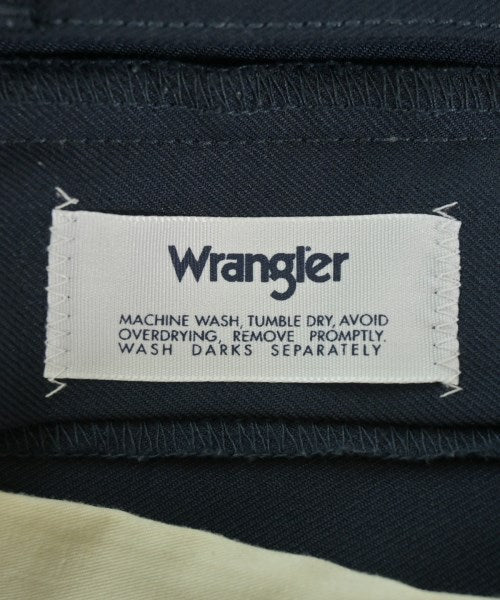 Wrangler
MACHINE WASH, TUMBLE DRY, AVOID
OVERDRYING, REMOVE PROMPTLY.
WASH DARKS SEPARATELY